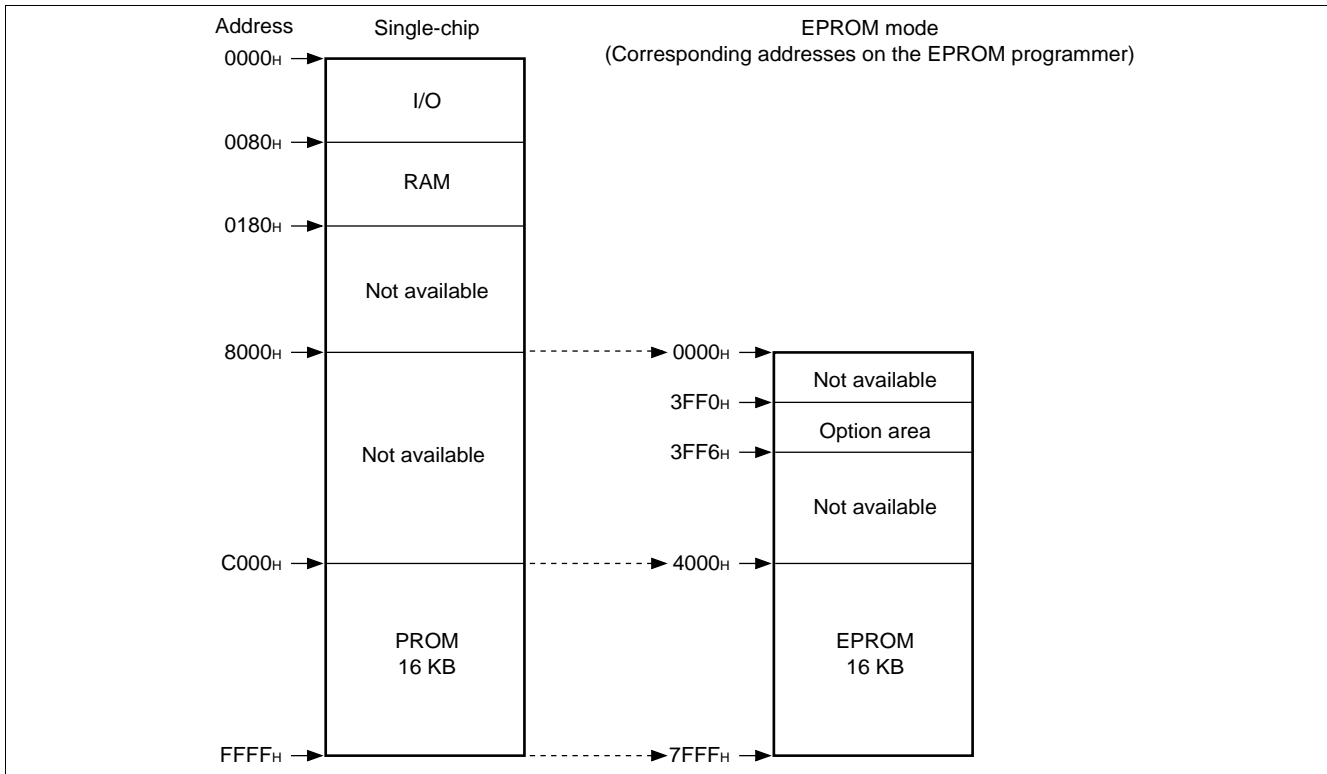 Address Single-chip EPROM mode
(Corresponding addresses on the EPROM programmer)
0000H
I/O
0080H
RAM
0180H
Not available
8000H 0000H
Not available
3FF0H
Option area
Not available
3FF6H
Not available
C000H 4000H
PROM EPROM
16 KB 16 KB
FFFFH 7FFFH